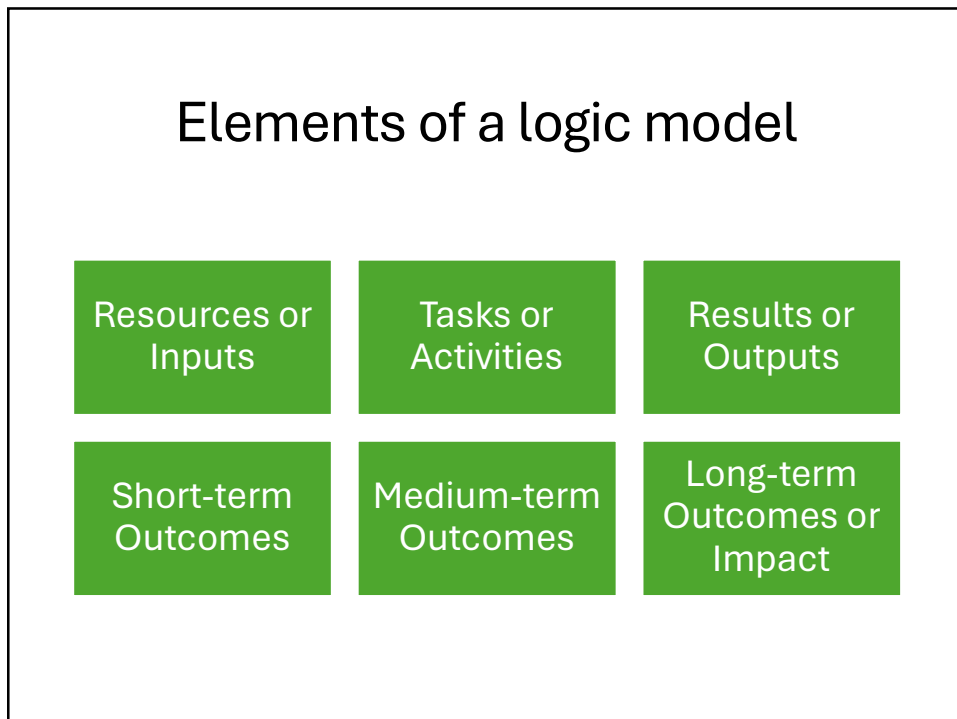 Elements of a logic model
Resources or
Inputs
Tasks or
Activities
Results or
Outputs
Short-term
Outcomes
Medium-term
Outcomes
Long-term
Outcomes or
Impact